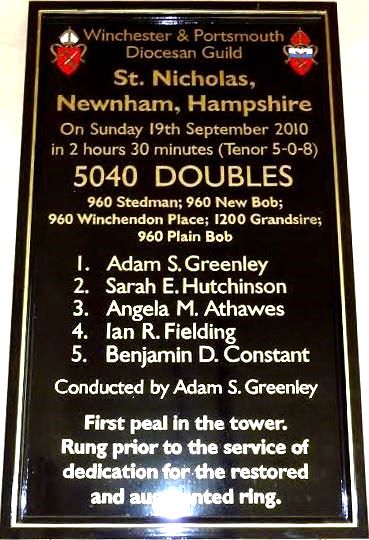 Winchester & Portsmouth
Diocesan Guild
St. Nicholas,
Newnham, Hampshire
On Sunday 19th September 2010
in 2 hours 30 minutes (Tenor 5-0-8)
5040 DOUBLES
960 Stedman; 960 New Bob;
960 Winchendon Place; 1200 Grandsire;
960 Plain Bob
1. Adam S. Greenley
2. Sarah E. Hutchinson
3. Angela M. Athawes
4. Ian R. Fielding
5. Benjamin D. Constant
Conducted by Adam S. Greenley
First peal in the tower.
Rung prior to the service of
dedication for the restored
and augmented ring.